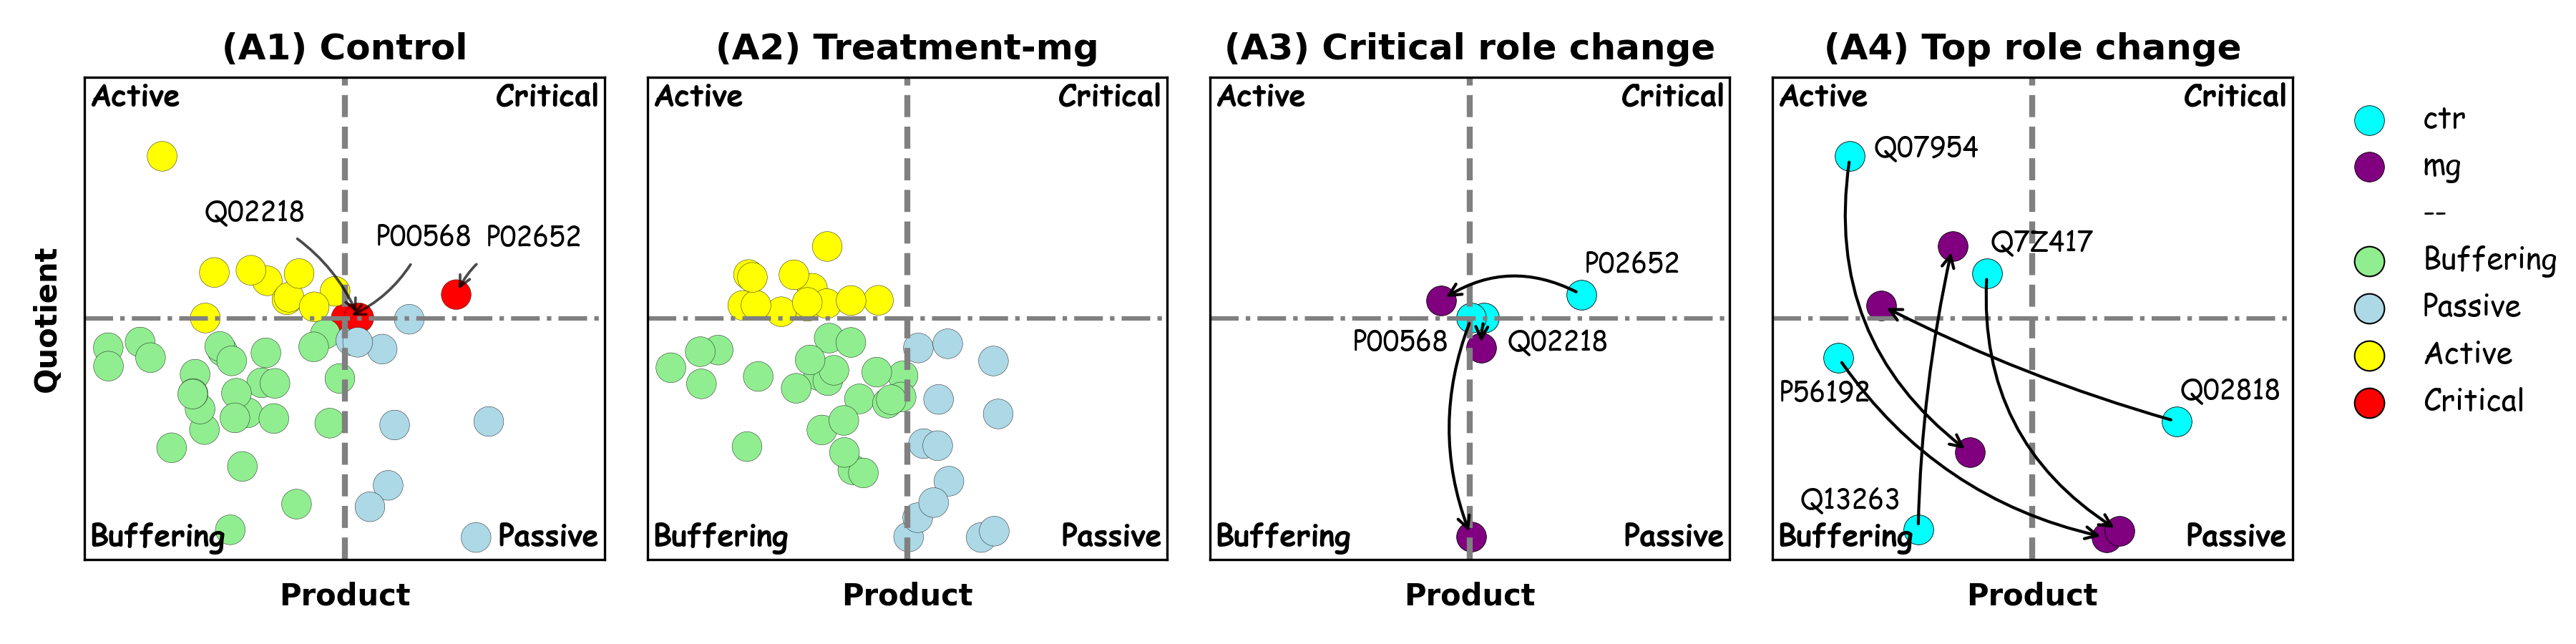 (A1) Control
Active
Critical
Q02218
P00568
P02652
Buffering
Passive
Quotient
Product
(A2) Treatment-mg
Active
Critical
Buffering
Passive
Product
(A3) Critical role change
Active
Critical
P02652
P00568
Q02218
Buffering
Passive
Product
(A4) Top role change
Active
Critical
Q07954
Q7Z417
P56192
Q02818
Q13263
Buffering
Passive
Product
ctr
mg
--
Buffering
Passive
Active
Critical